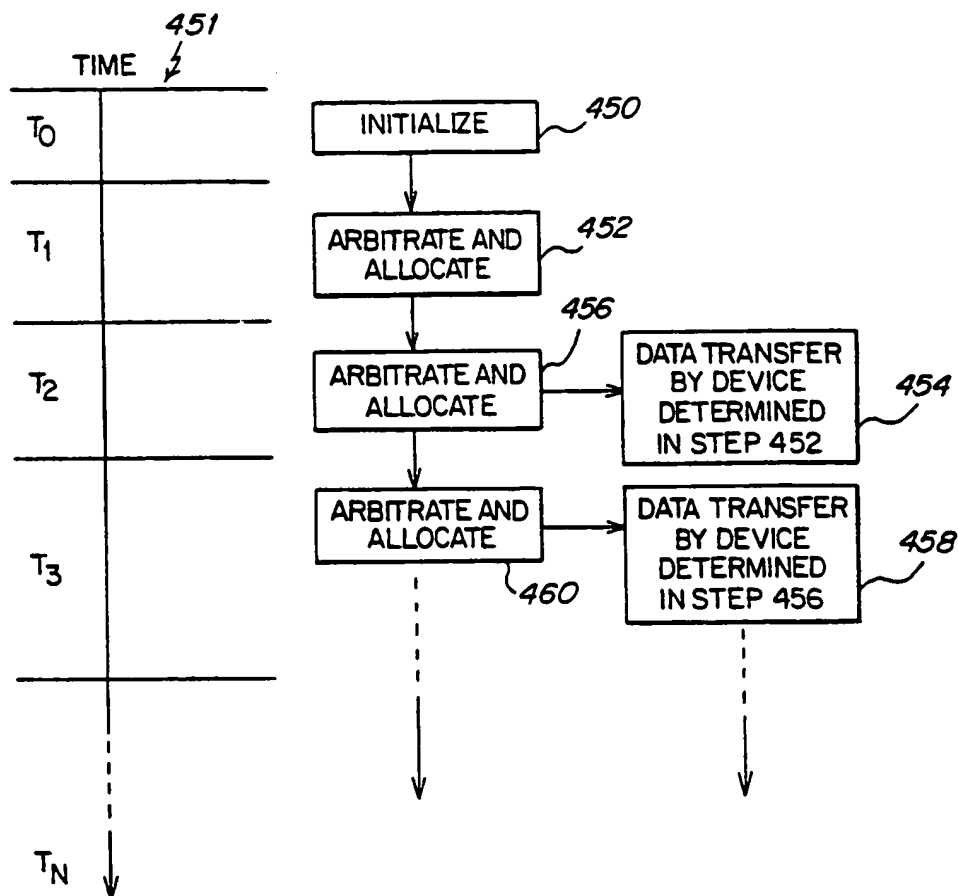 451
TIME
T0
INITIALIZE
450
T1
ARBITRATE AND
ALLOCATE
452
T2
ARBITRATE AND
ALLOCATE
456
DATA TRANSFER
BY DEVICE
DETERMINED
IN STEP 452
454
T3
ARBITRATE AND
ALLOCATE
460
DATA TRANSFER
BY DEVICE
DETERMINED
IN STEP 456
458
TN